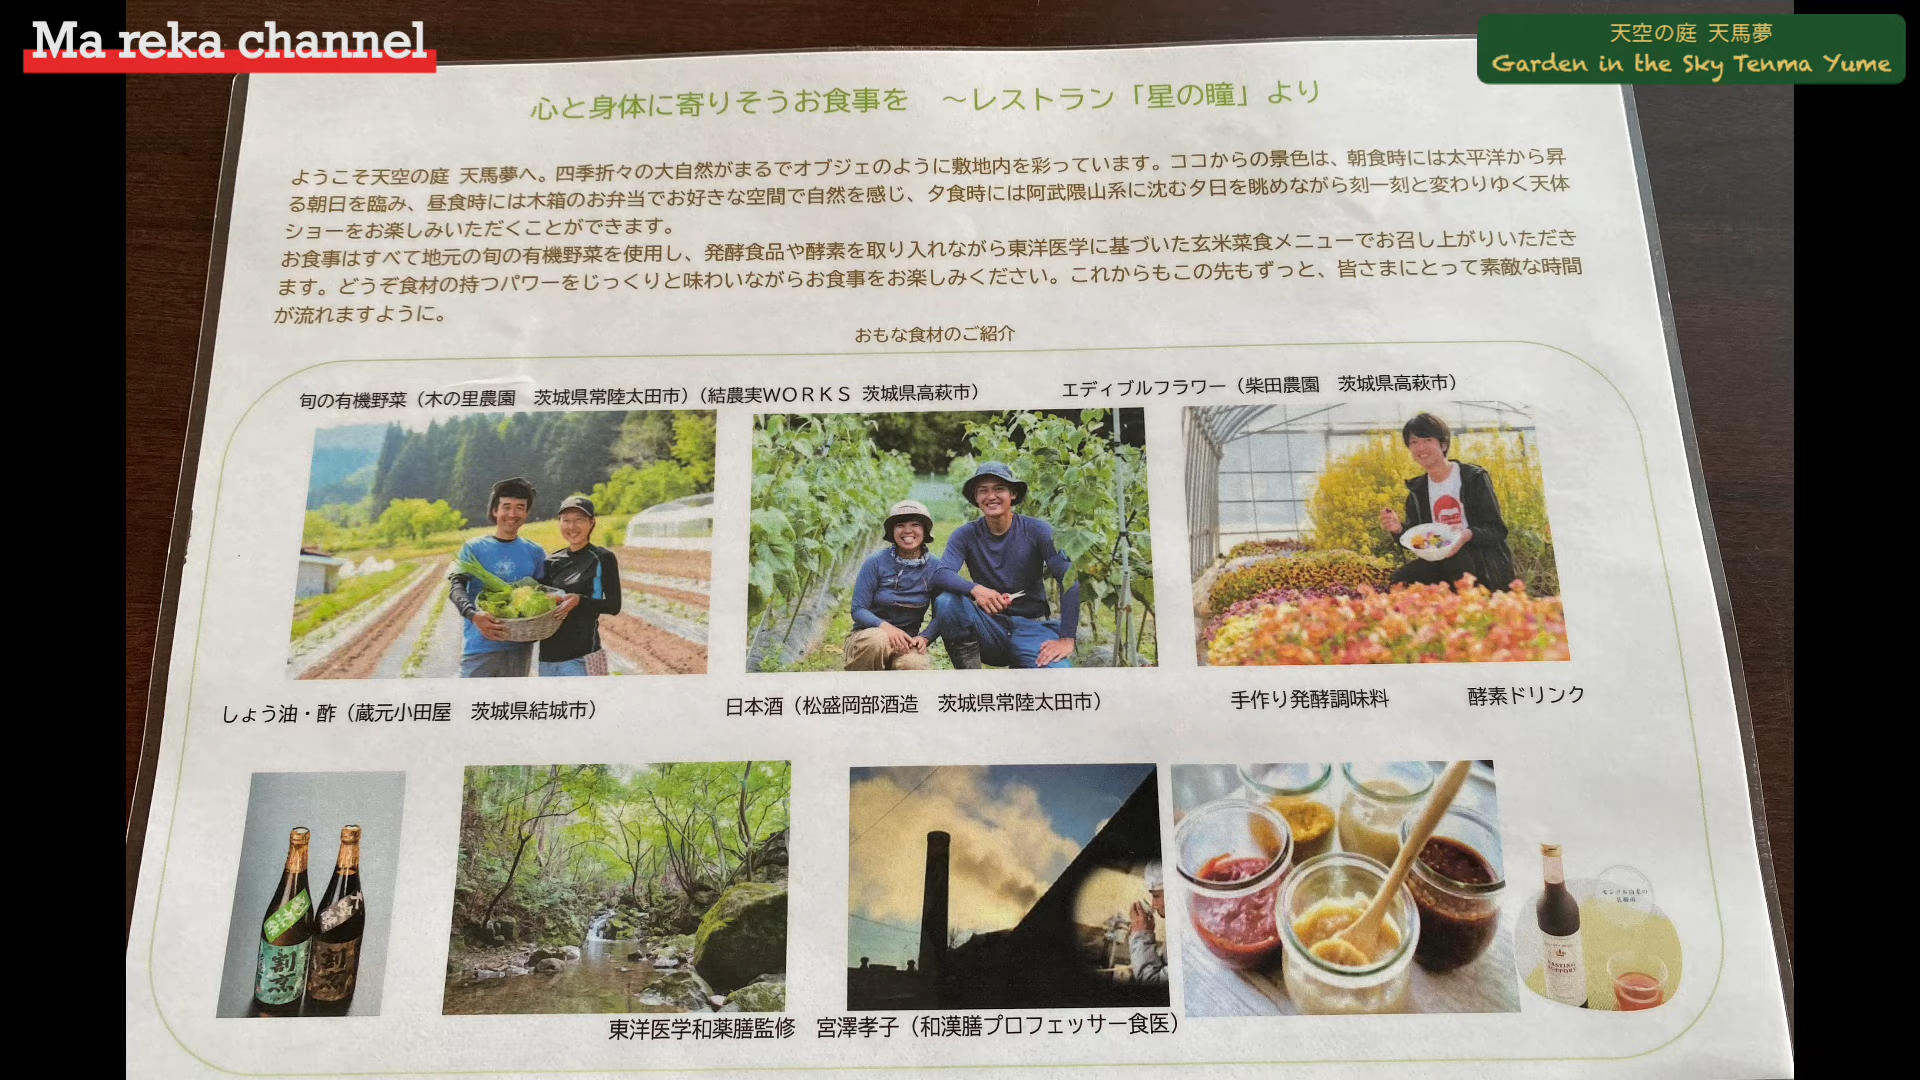 Ma reka channel
天空の庭 天馬夢
Garden in the Sky Tenma Yume
心と身体に寄りそうお食事を　～レストラン「星の瞳」より
ようこそ天空の庭 天馬夢へ。四季折々の大自然がまるでオブジェのように敷地内を彩っています。ココからの景色は、朝食時には太平洋から昇
る朝日を臨み、昼食時には木箱のお弁当でお好きな空間で自然を感じ、夕食時には阿武隈山系に沈む夕日を眺めながら刻一刻と変わりゆく天体
ショーをお楽しみいただくことができます。
お食事はすべて地元の旬の有機野菜を使用し、発酵食品や酵素を取り入れながら東洋医学に基づいた玄米菜食メニューでお召し上がりいただき
ます。どうぞ食材の持つパワーをじっくりと味わいながらお食事をお楽しみください。これからもこの先もずっと、皆さまにとって素敵な時間
が流れますように。
おもな食材のご紹介
旬の有機野菜（木の里農園　茨城県常陸太田市）（結農実WORKS 茨城県高萩市）
エディブルフラワー（柴田農園　茨城県高萩市）
しょう油・酢（蔵元小田屋　茨城県結城市）
日本酒（松盛岡部酒造　茨城県常陸太田市）
手作り発酵調味料
酵素ドリンク
割烹
割烹
東洋医学和薬膳監修　宮澤孝子（和漢膳プロフェッサー食医）